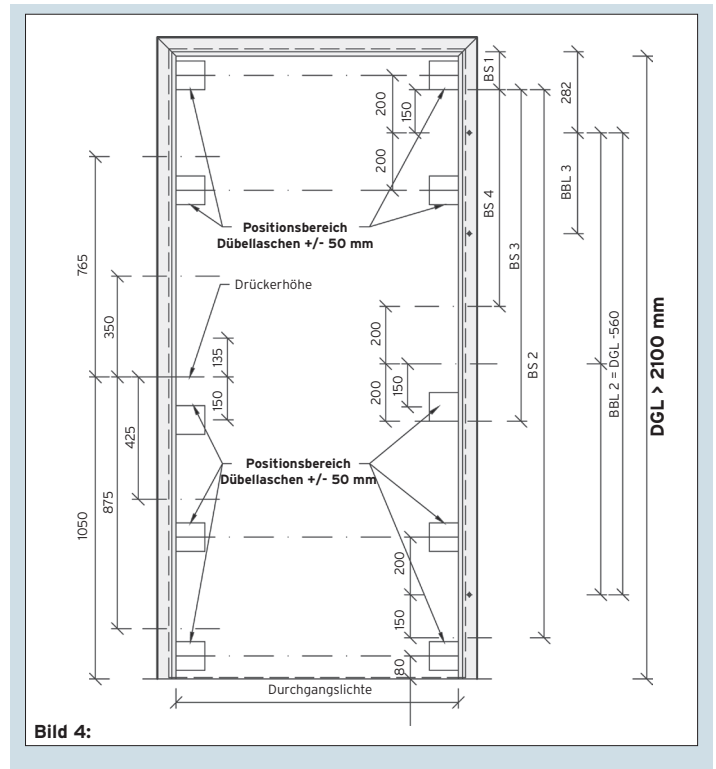 BS 1
282
200
150
200
BBL 3
BS 4
Positionsbereich
Dübellaschen +/- 50 mm
765
BS 3
Drückerhöhe
350
200
135
BS 2
BBL 2 = DGL -560
DGL > 2100 mm
150
200
150
425
Positionsbereich
Dübellaschen +/- 50 mm
875
1050
200
150
80
Durchgangslichte
Bild 4: